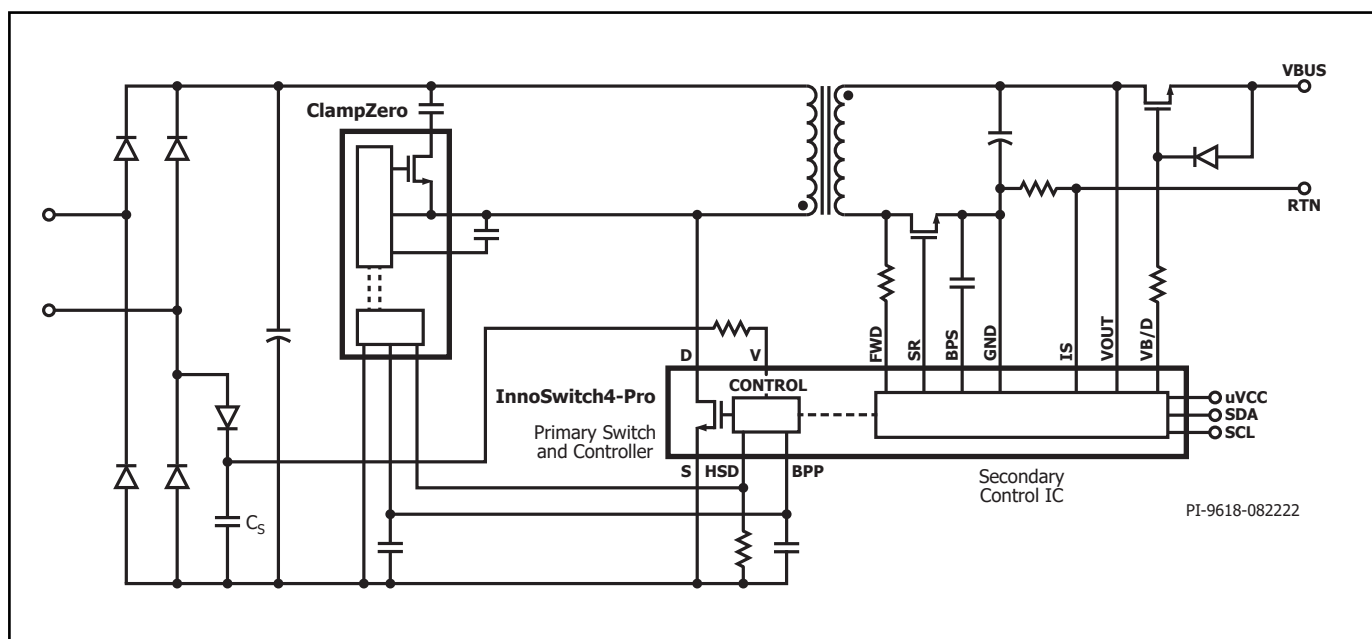 VBUS
ClampZero
RTN
FWD
SR
BPS
GND
IS
VOUT
VB/D
D
V
InnoSwitch4-Pro
CONTROL
uVCC
SDA
SCL
Primary Switch
and Controller
S
HSD
BPP
Secondary
Control IC
PI-9618-082222
CS